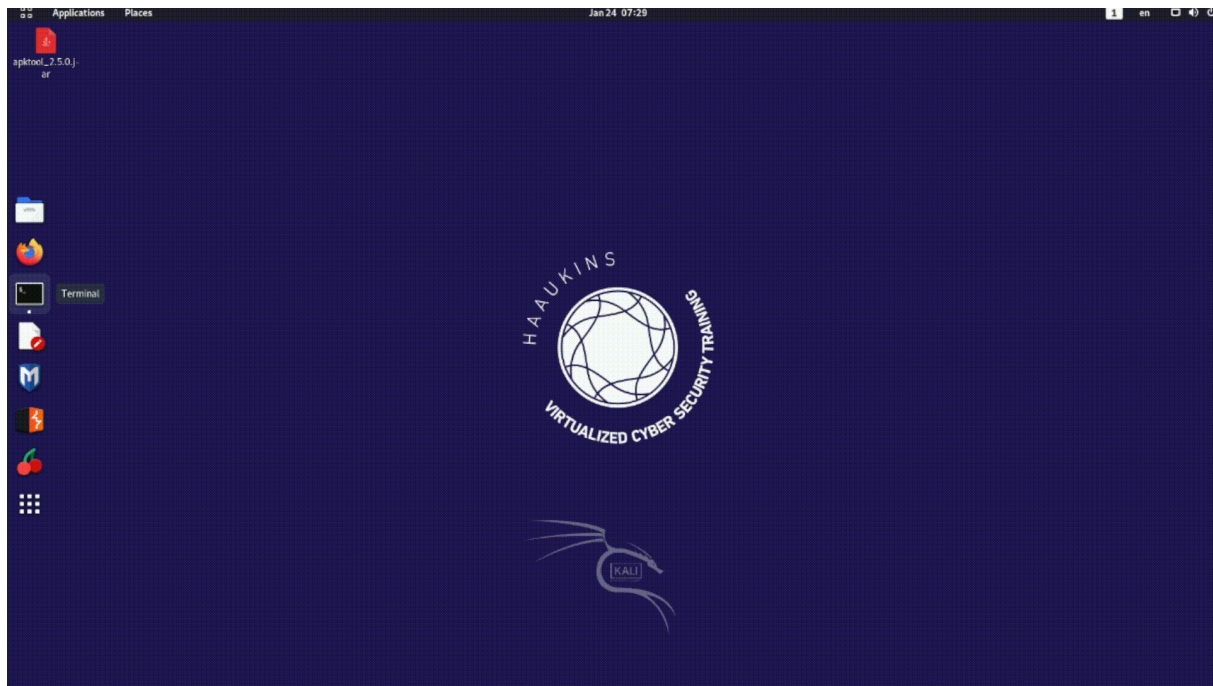 Applications Places Jan 24 07:29 1 en
apktool_2.5.0.j-
ar
Terminal
HAAUKINS
VIRTUALIZED CYBER SECURITY TRAINING
KALI